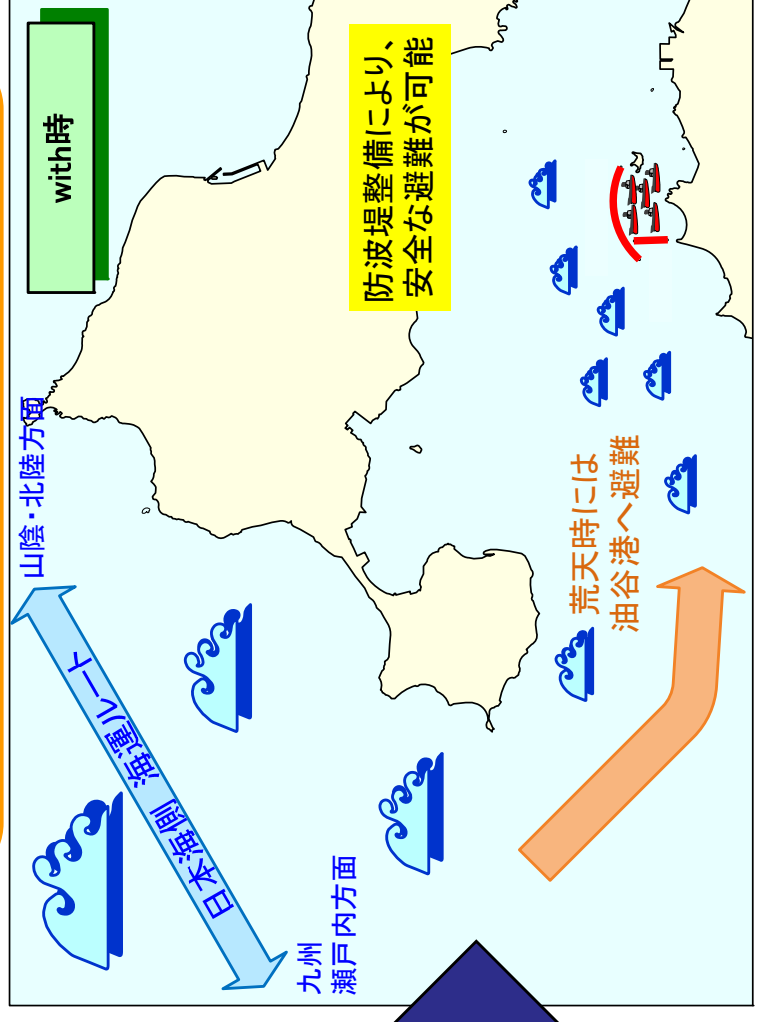 with時
山陰・北陸方面
日本海側 海運ルート
九州
瀬戸内方面
防波堤整備により、
安全な避難が可能
荒天時には
油谷港へ避難